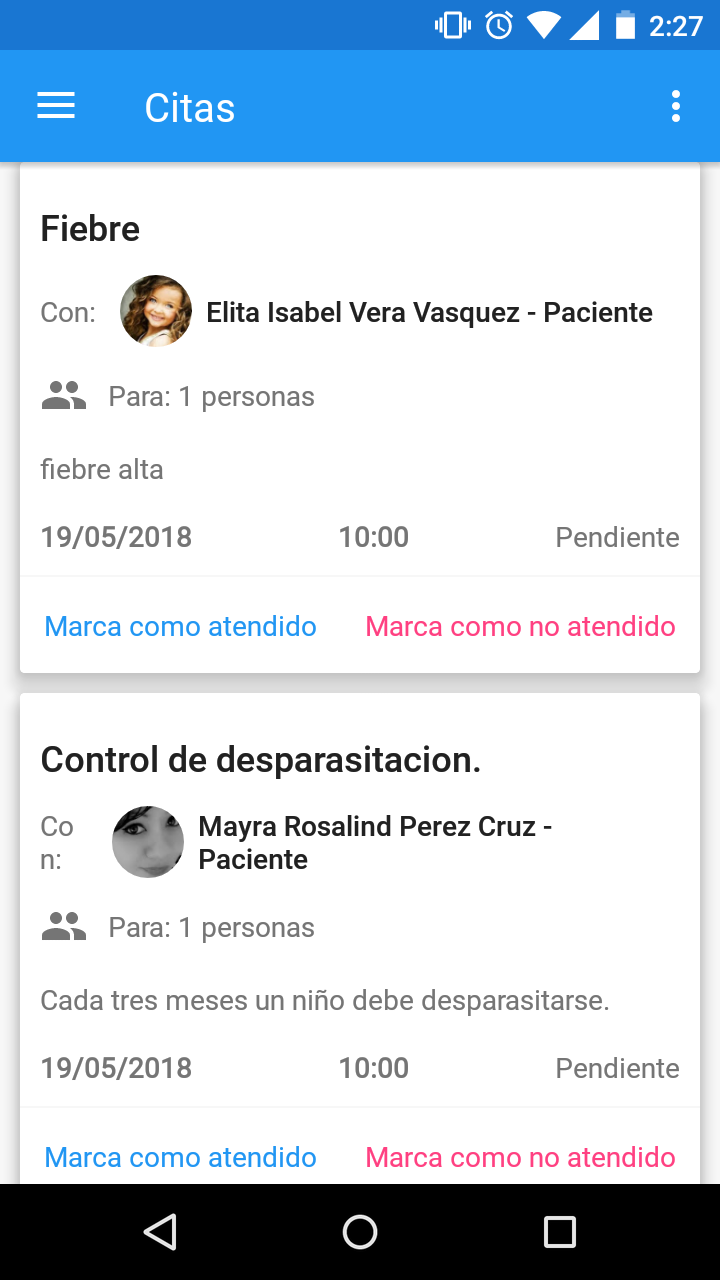 2:27
Citas
Fiebre
Con:
Elita Isabel Vera Vasquez - Paciente
Para: 1 personas
fiebre alta
19/05/2018 10:00 Pendiente
Marca como atendido Marca como no atendido
Control de desparasitacion.
Co
n:
Mayra Rosalind Perez Cruz -
Paciente
Para: 1 personas
Cada tres meses un niño debe desparasitarse.
19/05/2018 10:00 Pendiente
Marca como atendido Marca como no atendido